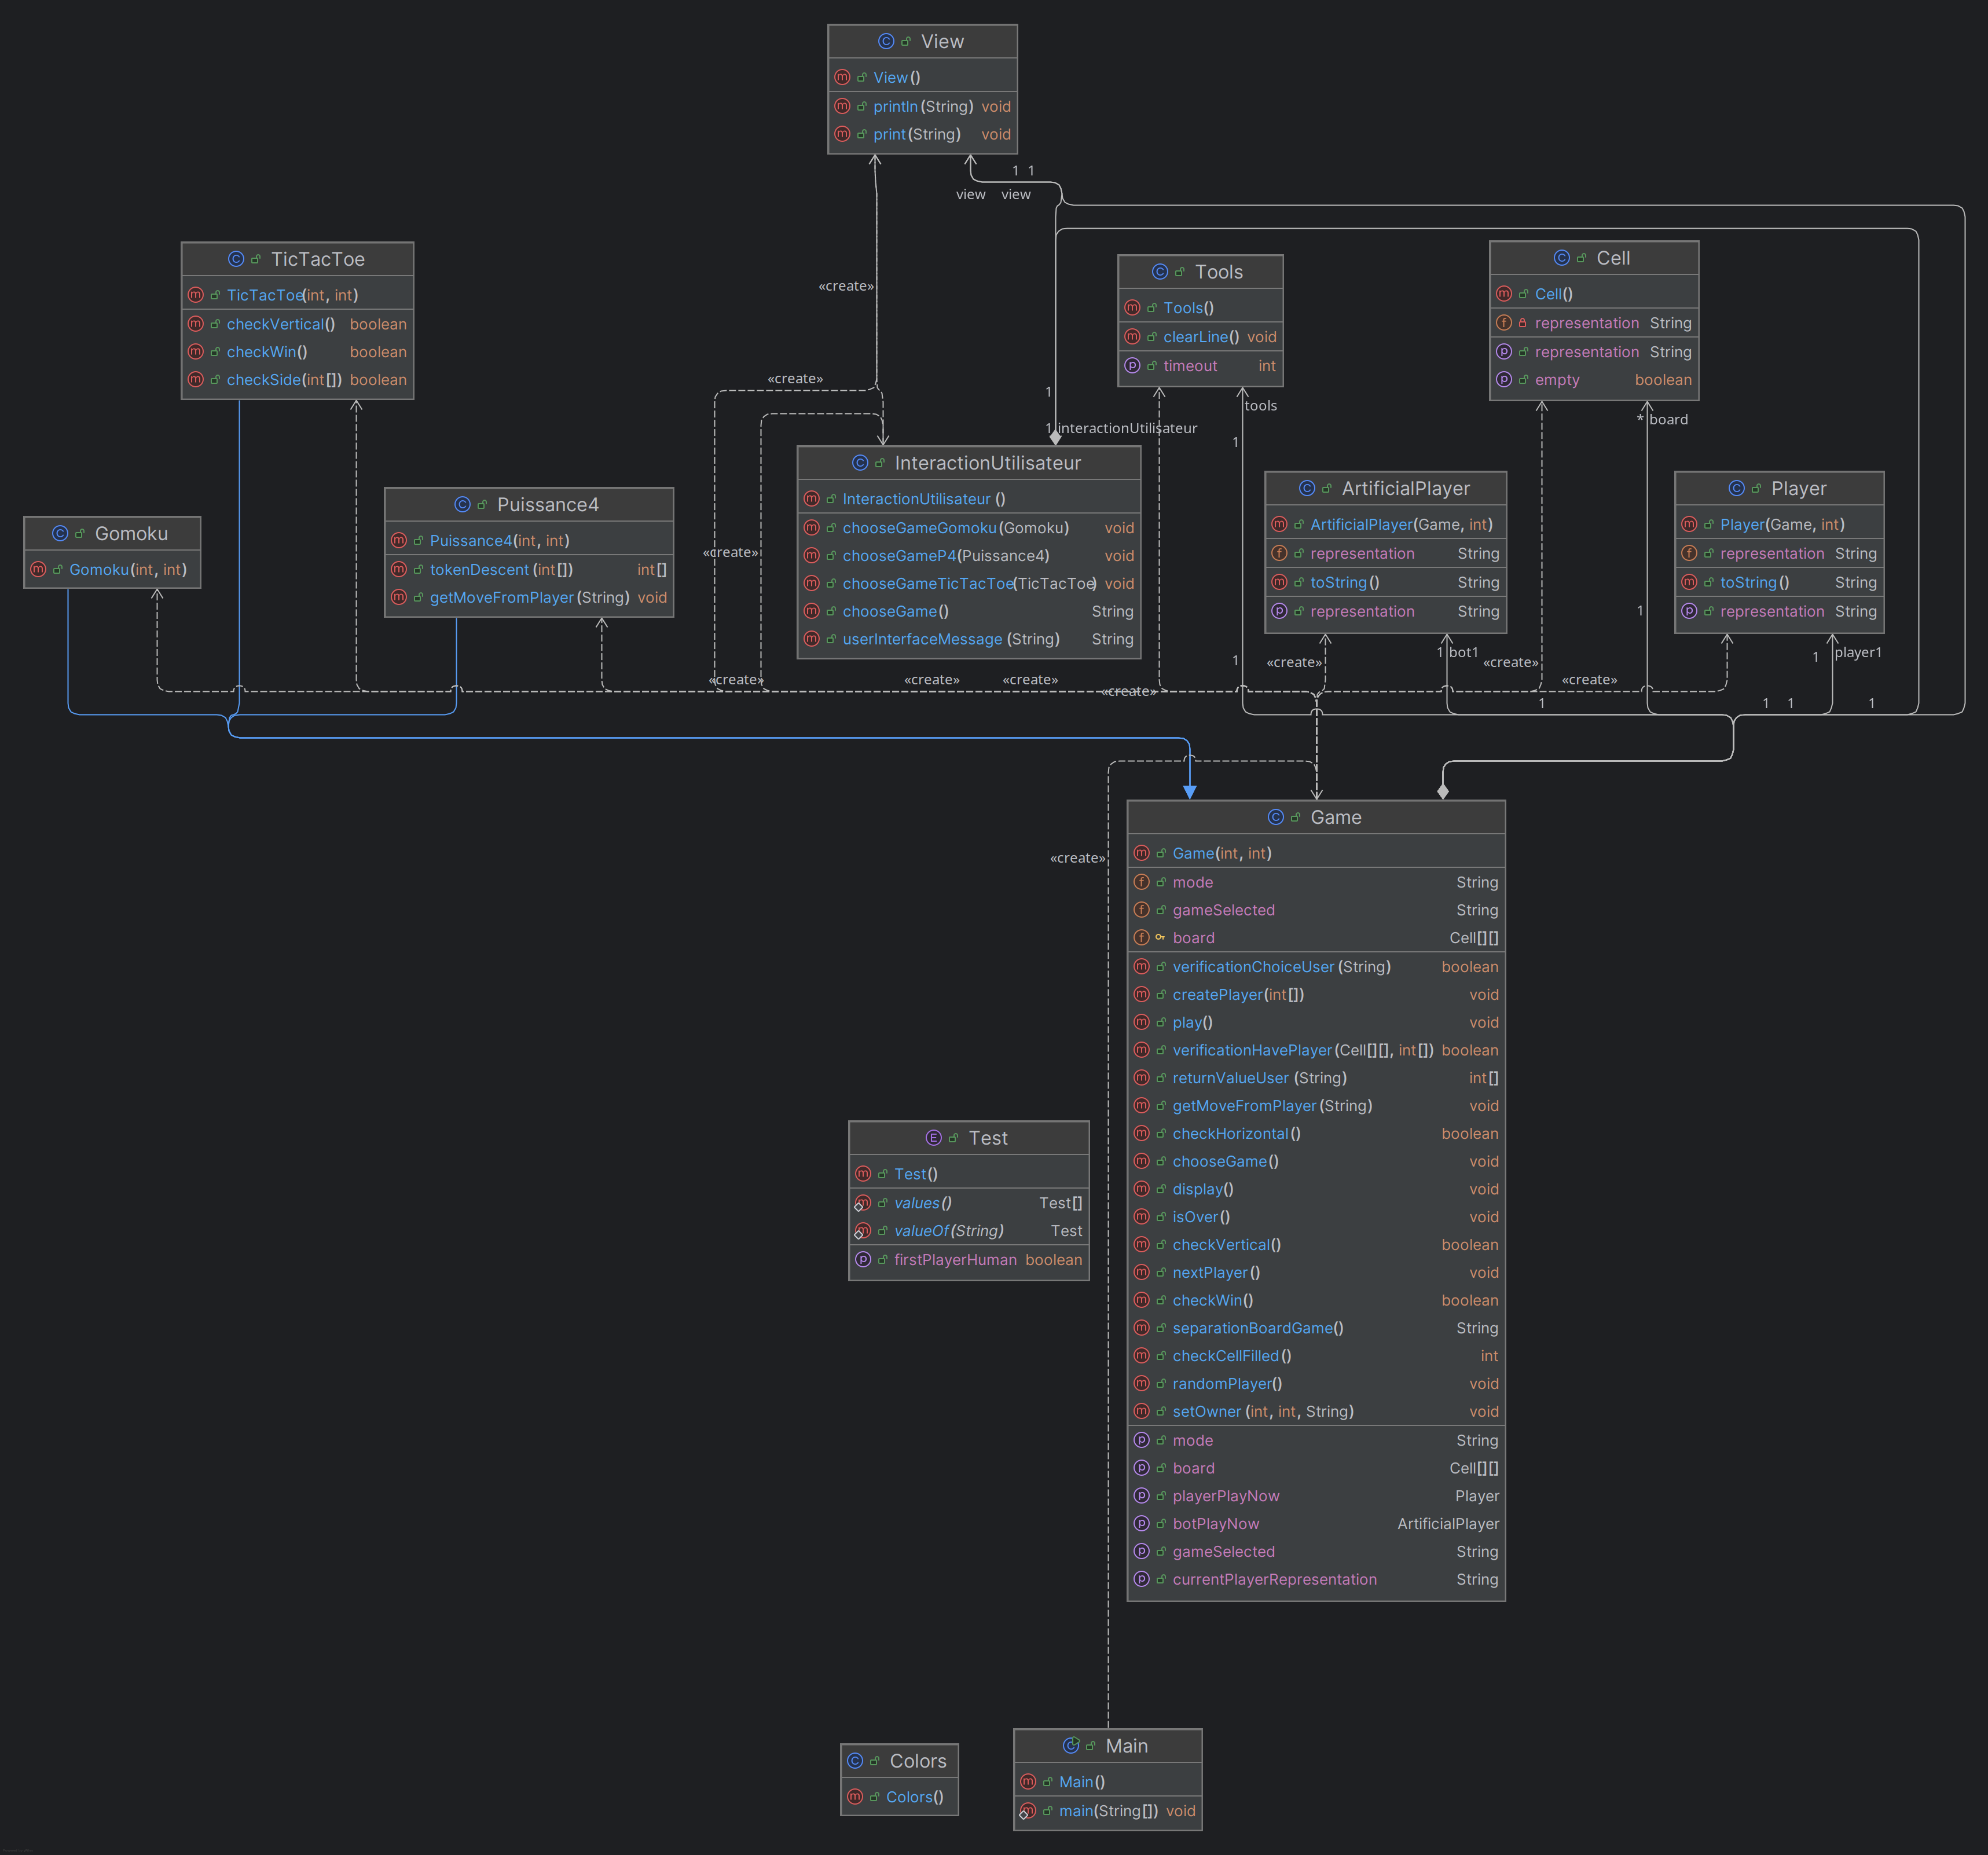 View
View()
println(String) void
print(String) void
1 1
view view
«create»
TicTacToe
TicTacToe(int, int)
checkVertical() boolean
checkWin() boolean
checkSide(int[]) boolean
Tools
Tools()
clearLine() void
timeout int
Cell
Cell()
representation String
representation String
empty boolean
«create»
1
tools
* board
1 interactionUtilisateur
1
InteractionUtilisateur
InteractionUtilisateur()
chooseGameGomoku(Gomoku) void
chooseGameP4(Puissance4) void
chooseGameTicTacToe(TicTacToe) void
chooseGame() String
userInterfaceMessage(String) String
ArtificialPlayer
ArtificialPlayer(Game, int)
representation String
toString() String
representation String
Player
Player(Game, int)
representation String
toString() String
representation String
Puissance4
Puissance4(int, int)
tokenDescent(int[]) int[]
getMoveFromPlayer(String) void
Gomoku
Gomoku(int, int)
«create»
1
1
«create»
1 bot1
«create»
1
player1
«create»
«create»
«create»
«create»
«create»
1
1
1
1
Game
Game(int, int)
mode String
gameSelected String
board Cell[][]
verificationChoiceUser(String) boolean
createPlayer(int[]) void
play() void
verificationHavePlayer(Cell[][], int[]) boolean
returnValueUser(String) int[]
getMoveFromPlayer(String) void
checkHorizontal() boolean
chooseGame() void
display() void
isOver() void
checkVertical() boolean
nextPlayer() void
checkWin() boolean
separationBoardGame() String
checkCellFilled() int
randomPlayer() void
setOwner(int, int, String) void
mode String
board Cell[][]
playerPlayNow Player
botPlayNow ArtificialPlayer
gameSelected String
currentPlayerRepresentation String
«create»
Test
Test()
values() Test[]
valueOf(String) Test
firstPlayerHuman boolean
Colors
Colors()
Main
Main()
main(String[]) void